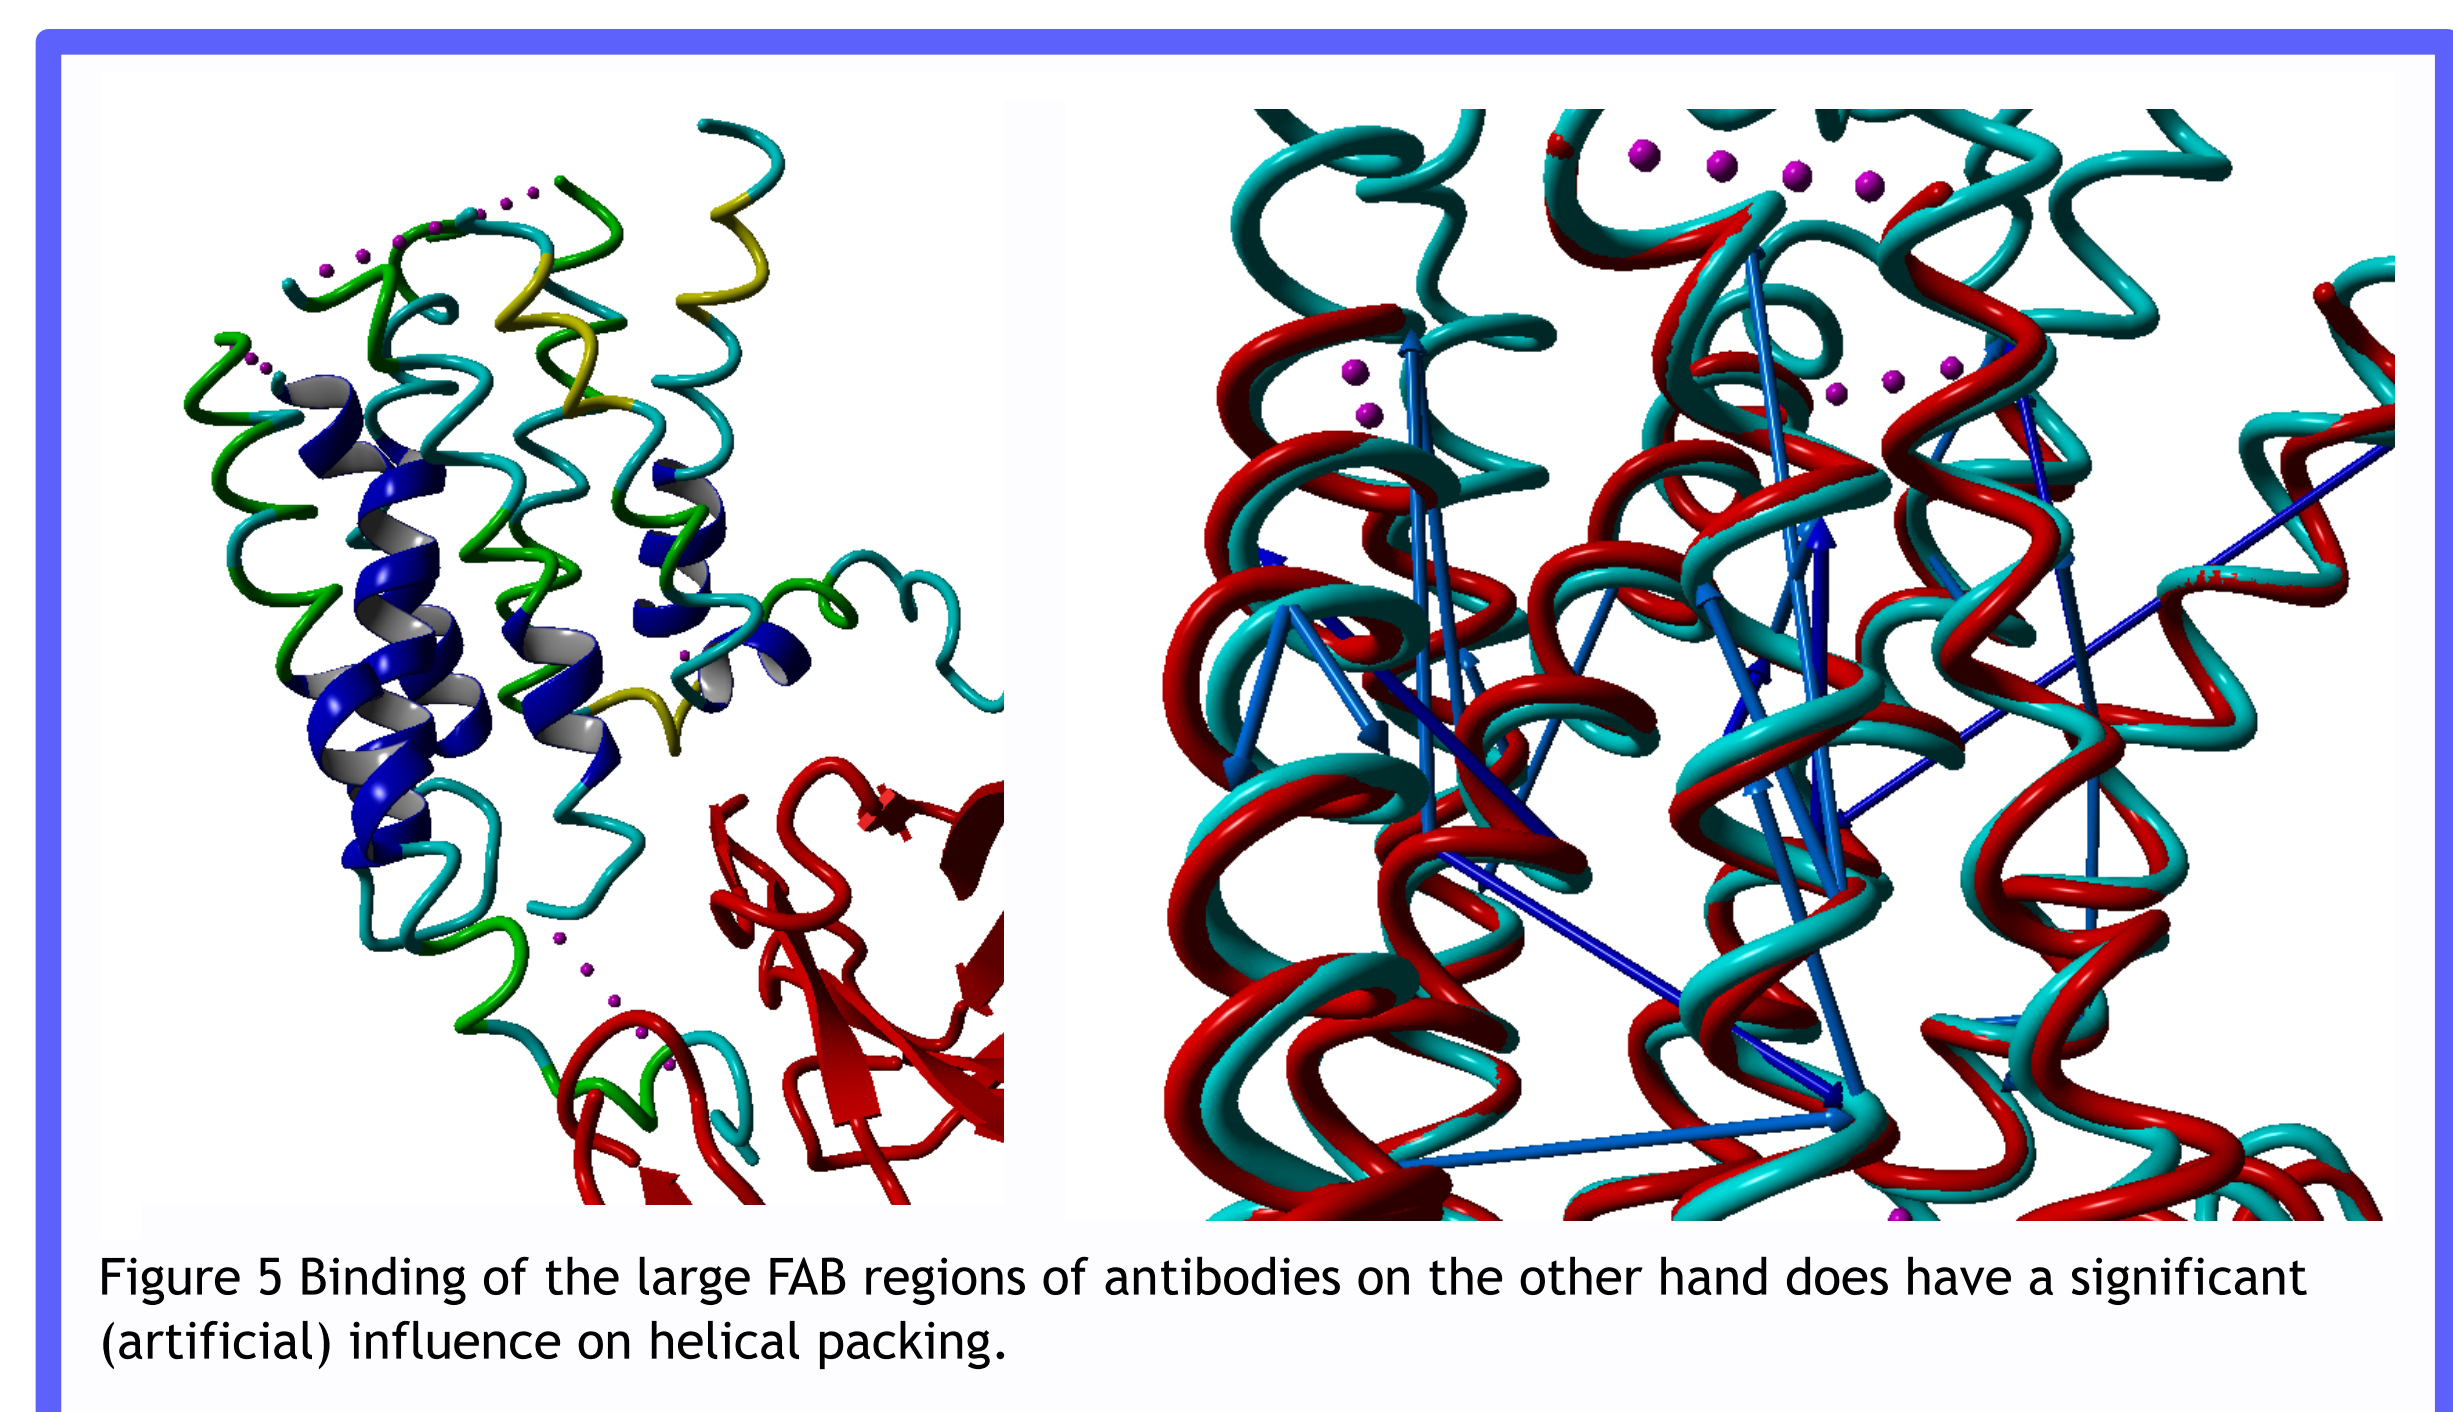 Figure 5 Binding of the large FAB regions of antibodies on the other hand does have a significant
(artificial) influence on helical packing.